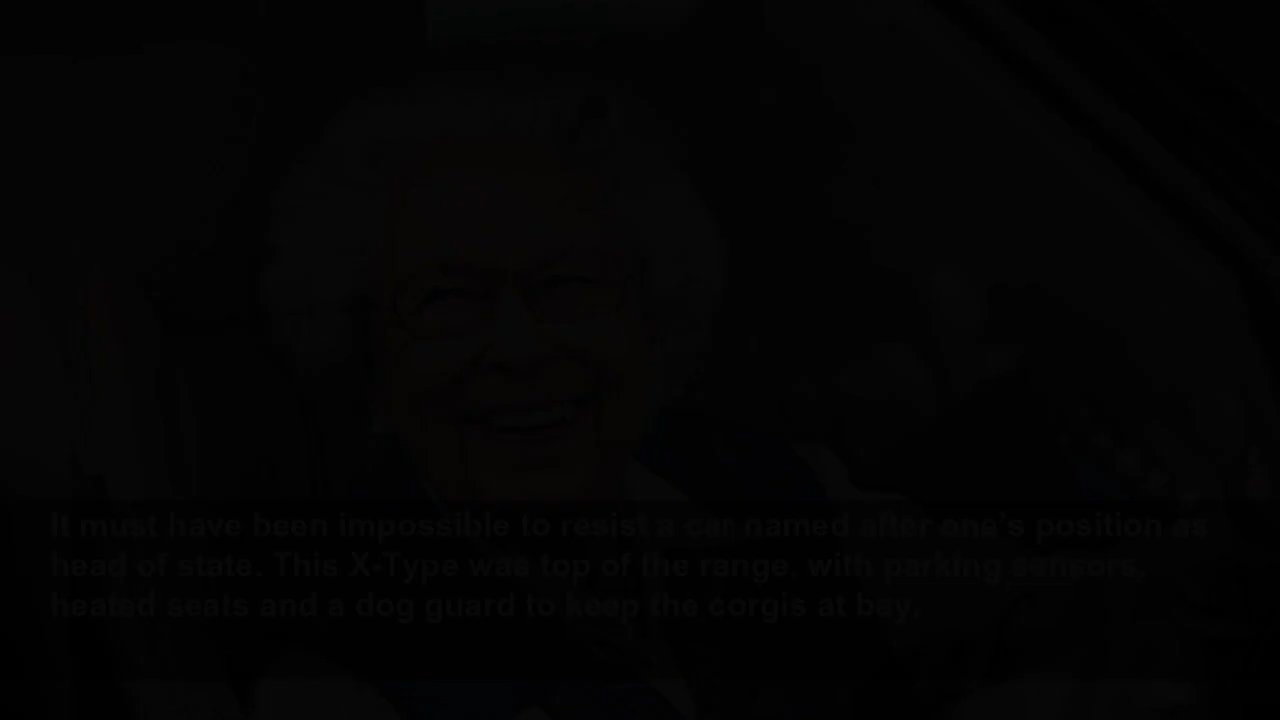 It must have been impossible to resist a car named after one's position as
head of state. This X-Type was top of the range, with parking sensors,
heated seats and a dog guard to keep the corgis at bay.